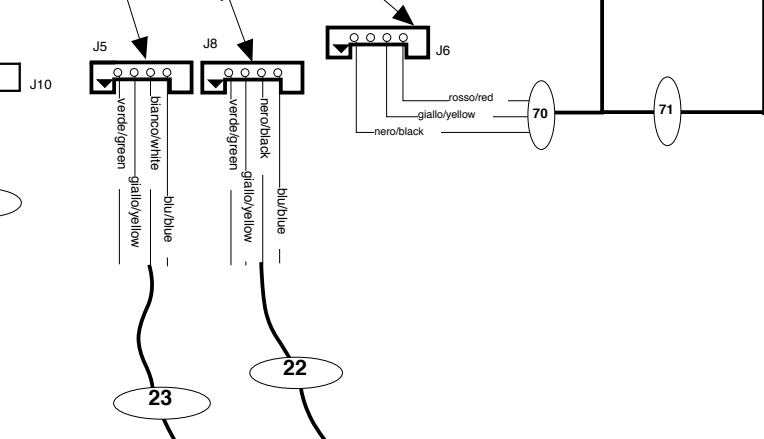 J5
J8
J6
J10
verde/green
giallo/yellow
bianco/white
blu/blue
verde/green
giallo/yellow
nero/black
blu/blue
rosso/red
giallo/yellow
nero/black
70
71
22
23